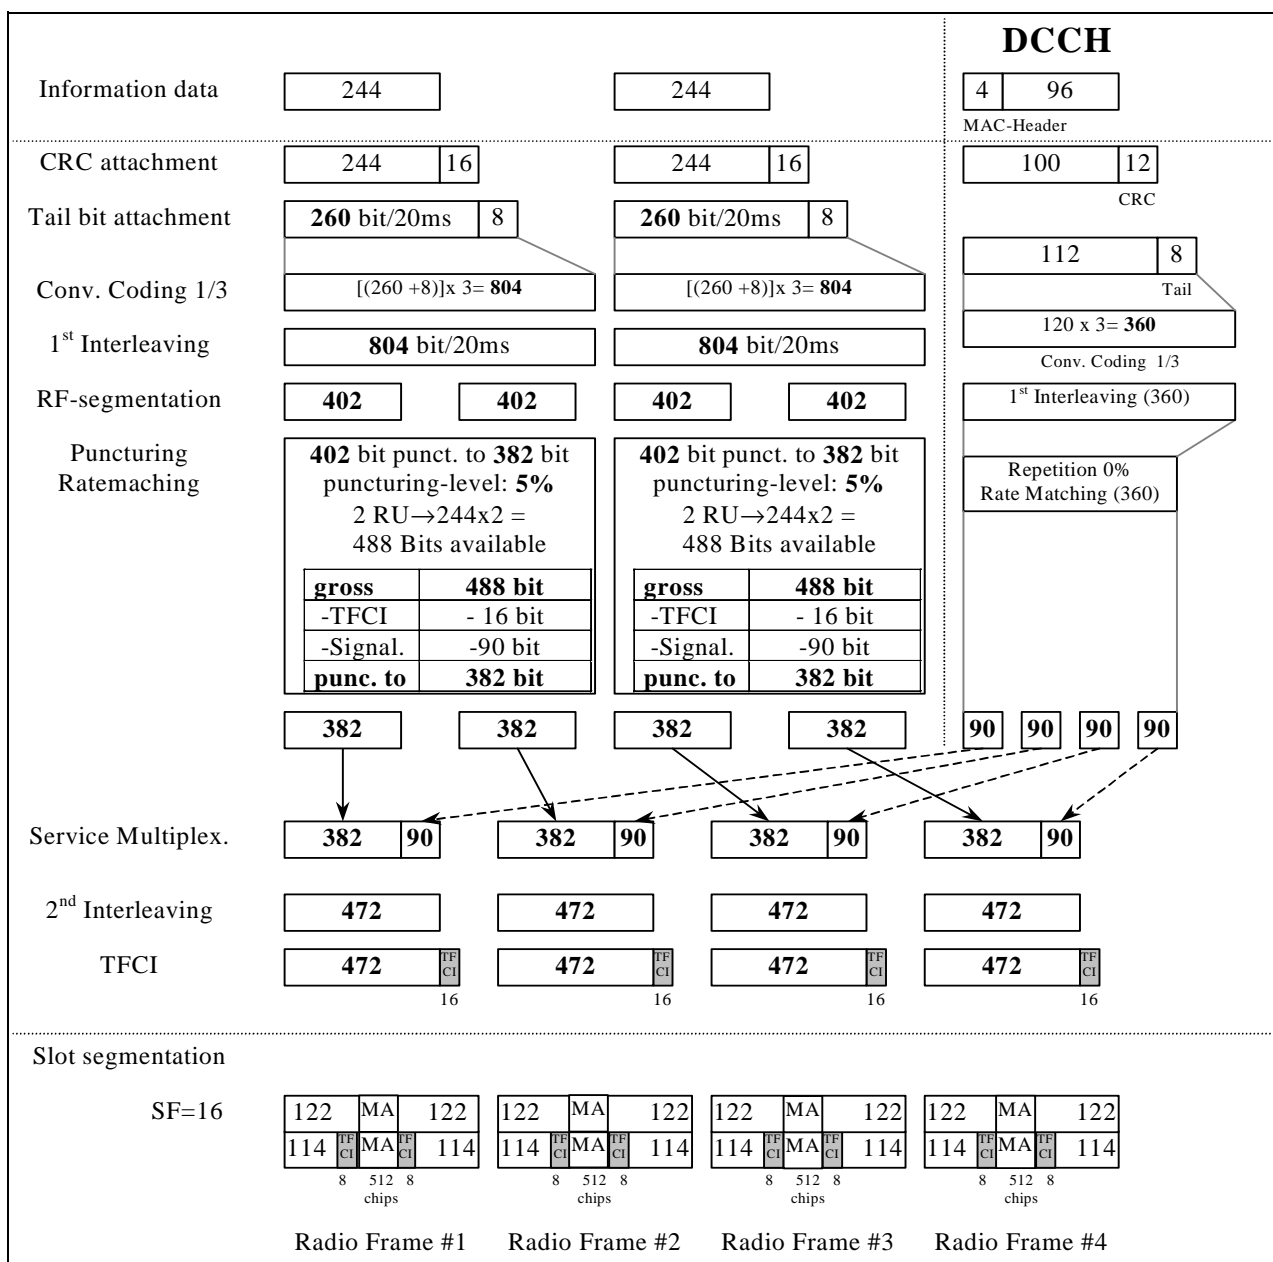 DCCH
Information data 244 244 4 96
MAC-Header
CRC attachment 244 16 244 16 100 12
CRC
Tail bit attachment 260 bit/20ms 8 260 bit/20ms 8
112 8
Tail
Conv. Coding 1/3 [(260 +8)]x 3= 804 [(260 +8)]x 3= 804
120 x 3= 360
Conv. Coding 1/3
1st Interleaving 804 bit/20ms 804 bit/20ms
RF-segmentation 402 402 402 402 1st Interleaving (360)
Puncturing
Ratemaching
402 bit punct. to 382 bit
puncturing-level: 5%
2 RU→244x2 =
488 Bits available
gross 488 bit
-TFCI - 16 bit
-Signal. -90 bit
punc. to 382 bit
402 bit punct. to 382 bit
puncturing-level: 5%
2 RU→244x2 =
488 Bits available
gross 488 bit
-TFCI - 16 bit
-Signal. -90 bit
punc. to 382 bit
Repetition 0%
Rate Matching (360)
382 382 382 382 90 90 90 90
Service Multiplex. 382 90 382 90 382 90 382 90
2nd Interleaving 472 472 472 472
TFCI 472 TF CI 472 TF CI 472 TF CI 472 TF CI
16 16 16 16
Slot segmentation
SF=16 122 MA 122 122 MA 122 122 MA 122 122 MA 122
114 TF CI MA TF CI 114 114 TF CI MA TF CI 114 114 TF CI MA TF CI 114 114 TF CI MA TF CI 114
8 512 8 8 512 8 8 512 8 8 512 8
chips chips chips chips
Radio Frame #1 Radio Frame #2 Radio Frame #3 Radio Frame #4